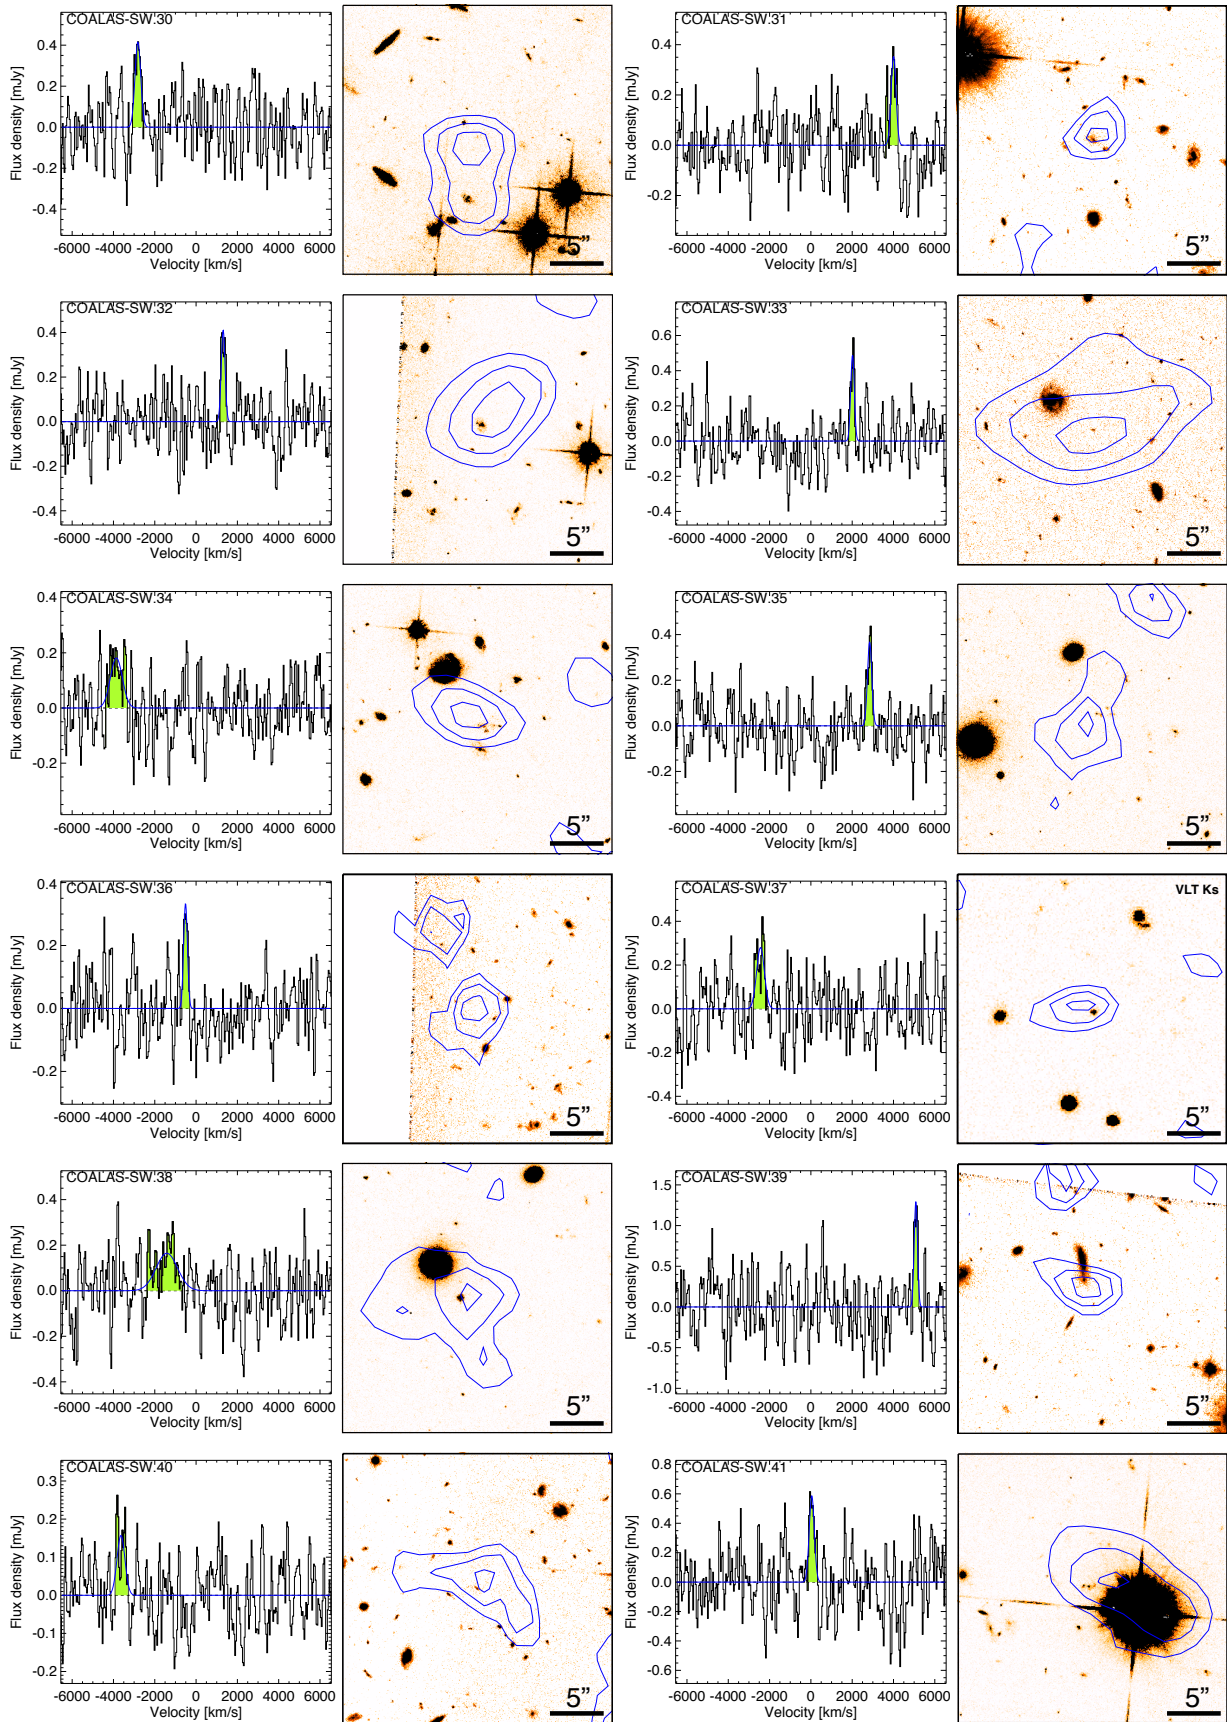 COALAS-SW.30
0.4
0.2
0.0
-0.2
-0.4
Flux density [mJy]
-6000 -4000 -2000 0 2000 4000 6000
Velocity [km/s]
5”
COALAS-SW.31
0.4
0.2
0.0
-0.2
Flux density [mJy]
-6000 -4000 -2000 0 2000 4000 6000
Velocity [km/s]
5”
COALAS-SW.32
0.4
0.2
0.0
-0.2
-0.4
Flux density [mJy]
-6000 -4000 -2000 0 2000 4000 6000
Velocity [km/s]
5”
COALAS-SW.33
0.6
0.4
0.2
0.0
-0.2
-0.4
Flux density [mJy]
-6000 -4000 -2000 0 2000 4000 6000
Velocity [km/s]
5”
COALAS-SW.34
0.4
0.2
0.0
-0.2
Flux density [mJy]
-6000 -4000 -2000 0 2000 4000 6000
Velocity [km/s]
5”
COALAS-SW.35
0.4
0.2
0.0
-0.2
Flux density [mJy]
-6000 -4000 -2000 0 2000 4000 6000
Velocity [km/s]
5”
COALAS-SW.36
0.4
0.2
0.0
-0.2
Flux density [mJy]
-6000 -4000 -2000 0 2000 4000 6000
Velocity [km/s]
5”
COALAS-SW.37
0.4
0.2
0.0
-0.2
-0.4
Flux density [mJy]
-6000 -4000 -2000 0 2000 4000 6000
Velocity [km/s]
VLT Ks
5”
COALAS-SW.38
0.4
0.2
0.0
-0.2
-0.4
Flux density [mJy]
-6000 -4000 -2000 0 2000 4000 6000
Velocity [km/s]
5”
COALAS-SW.39
1.5
1.0
0.5
0.0
-0.5
-1.0
Flux density [mJy]
-6000 -4000 -2000 0 2000 4000 6000
Velocity [km/s]
5”
COALAS-SW.40
0.3
0.2
0.1
0.0
-0.1
-0.2
Flux density [mJy]
-6000 -4000 -2000 0 2000 4000 6000
Velocity [km/s]
5”
COALAS-SW.41
0.8
0.6
0.4
0.2
0.0
-0.2
-0.4
-0.6
Flux density [mJy]
-6000 -4000 -2000 0 2000 4000 6000
Velocity [km/s]
5”